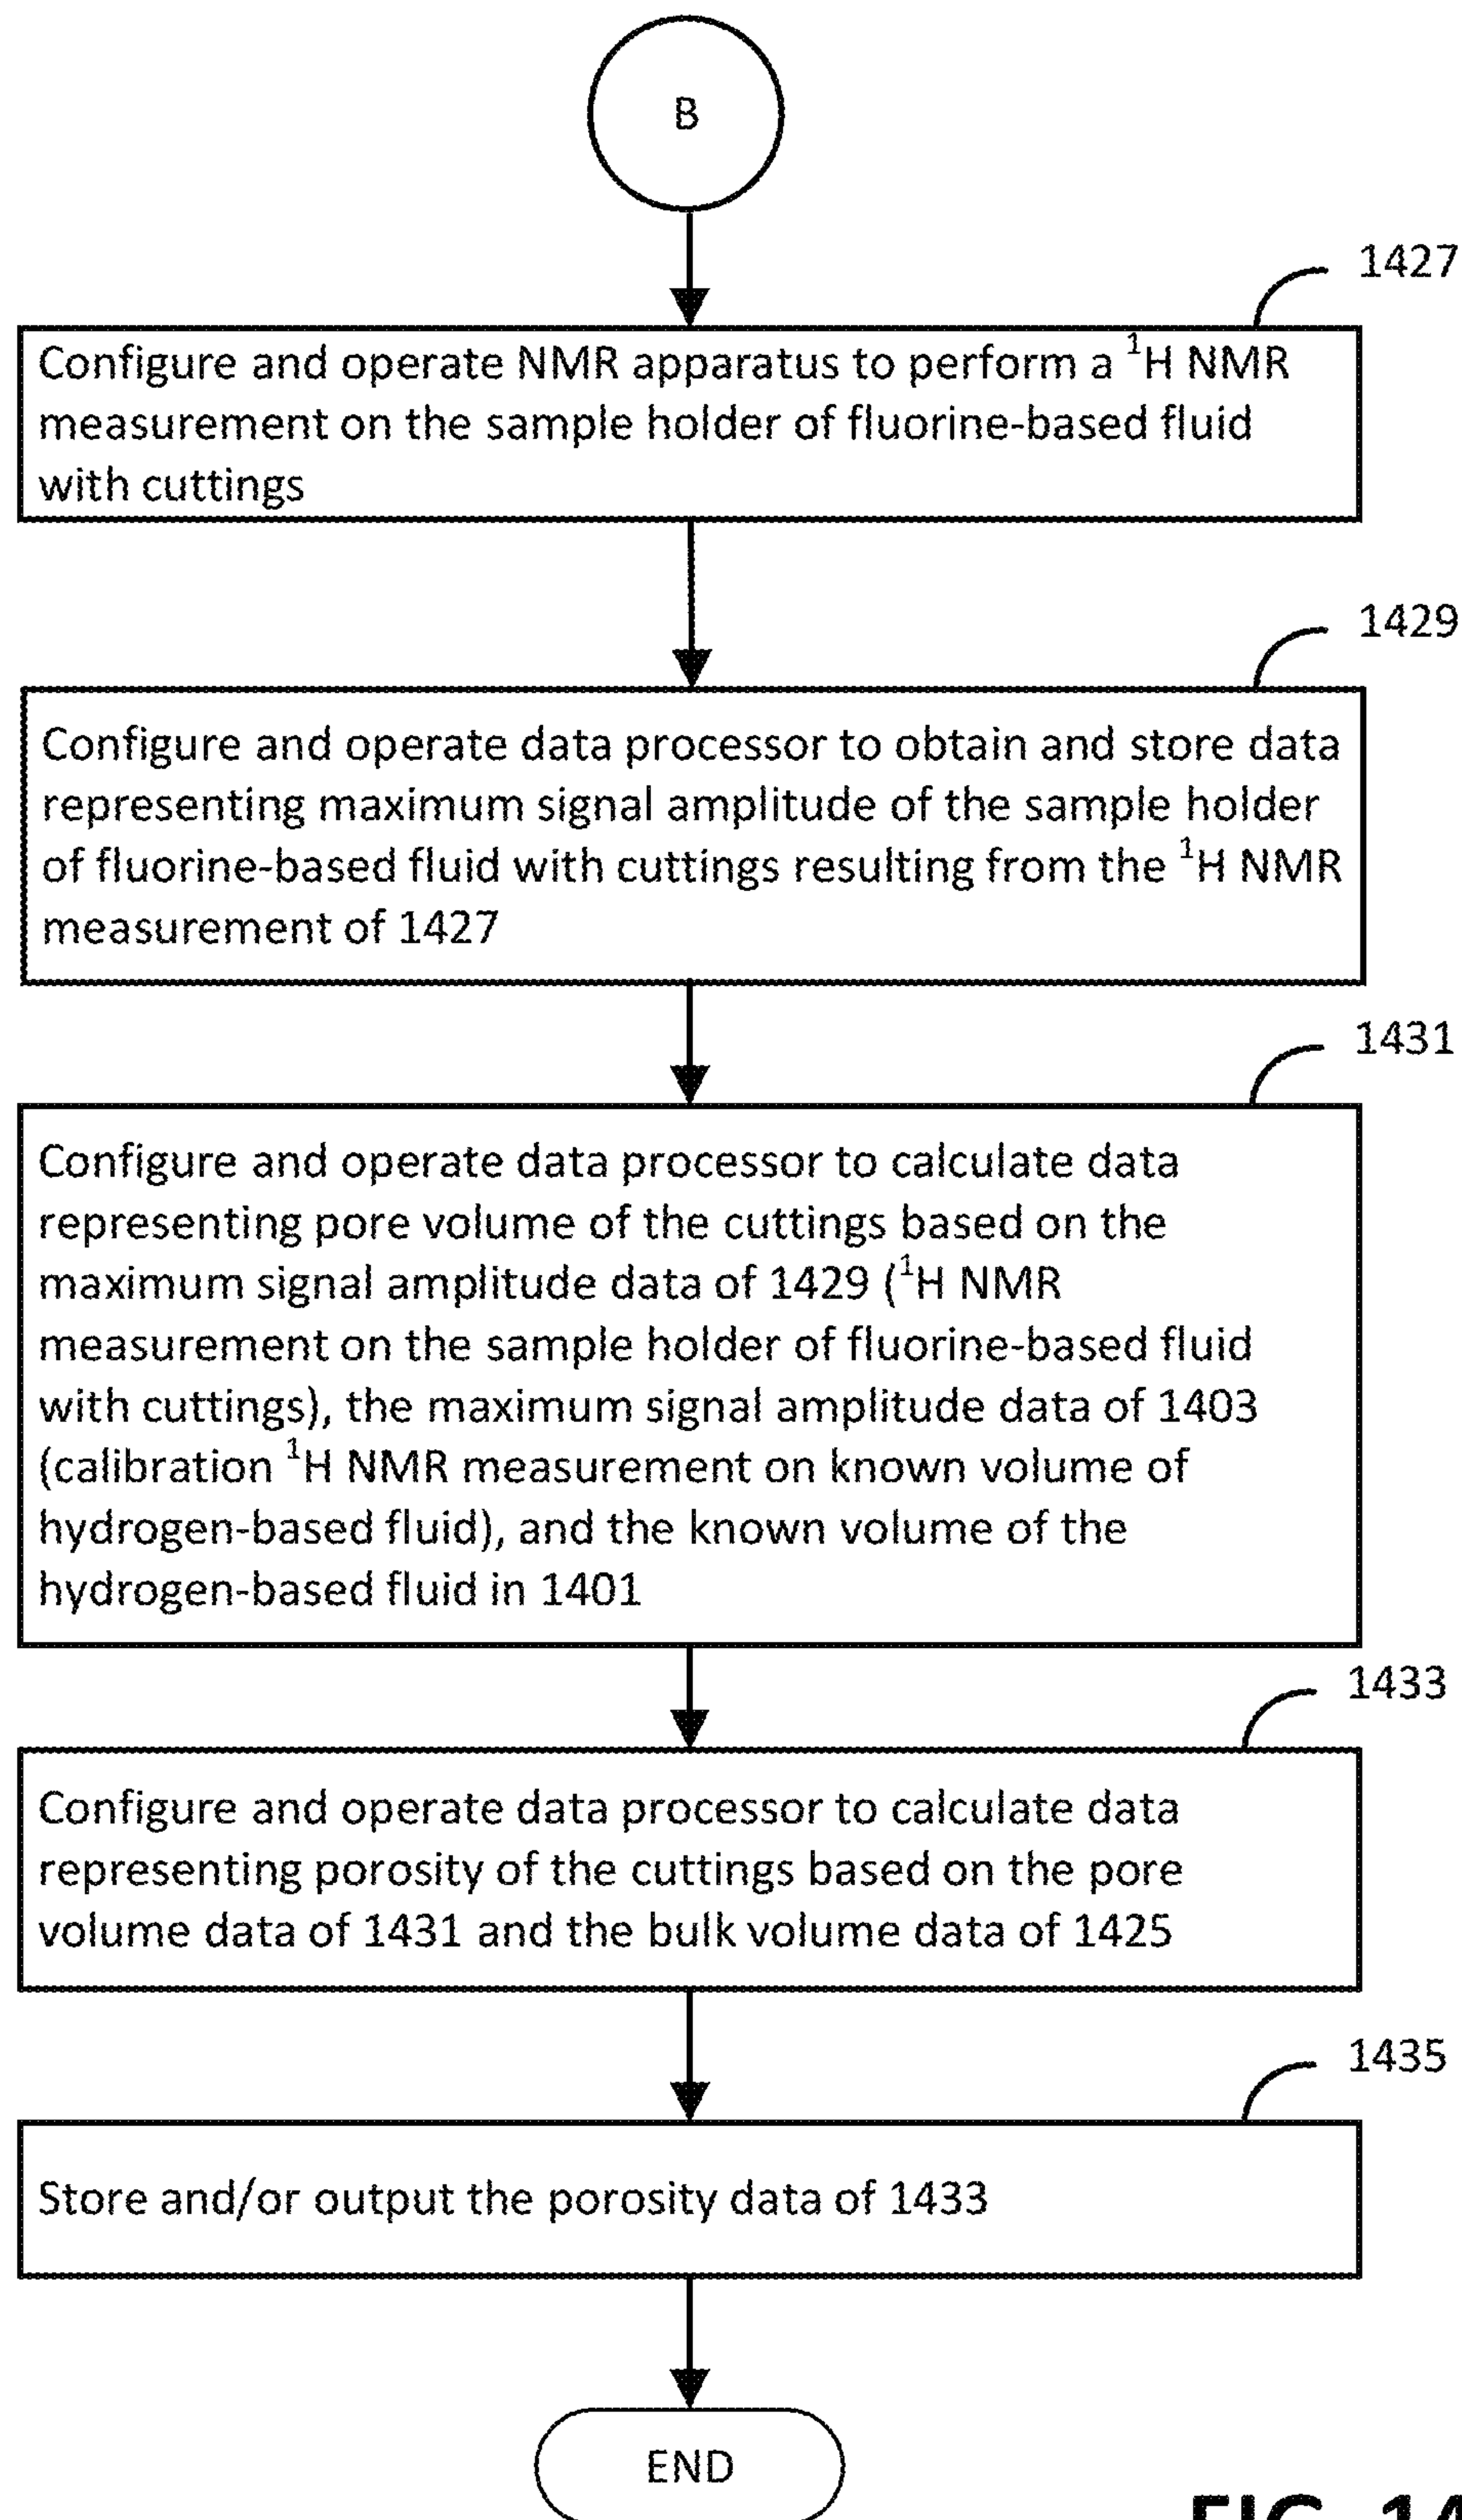 B
1427
Configure and operate NMR apparatus to perform a ¹H NMR
measurement on the sample holder of fluorine-based fluid
with cuttings
1429
Configure and operate data processor to obtain and store data
representing maximum signal amplitude of the sample holder
of fluorine-based fluid with cuttings resulting from the ¹H NMR
measurement of 1427
1431
Configure and operate data processor to calculate data
representing pore volume of the cuttings based on the
maximum signal amplitude data of 1429 (¹H NMR
measurement on the sample holder of fluorine-based fluid
with cuttings), the maximum signal amplitude data of 1403
(calibration ¹H NMR measurement on known volume of
hydrogen-based fluid), and the known volume of the
hydrogen-based fluid in 1401
1433
Configure and operate data processor to calculate data
representing porosity of the cuttings based on the pore
volume data of 1431 and the bulk volume data of 1425
1435
Store and/or output the porosity data of 1433
END
FIG. 14